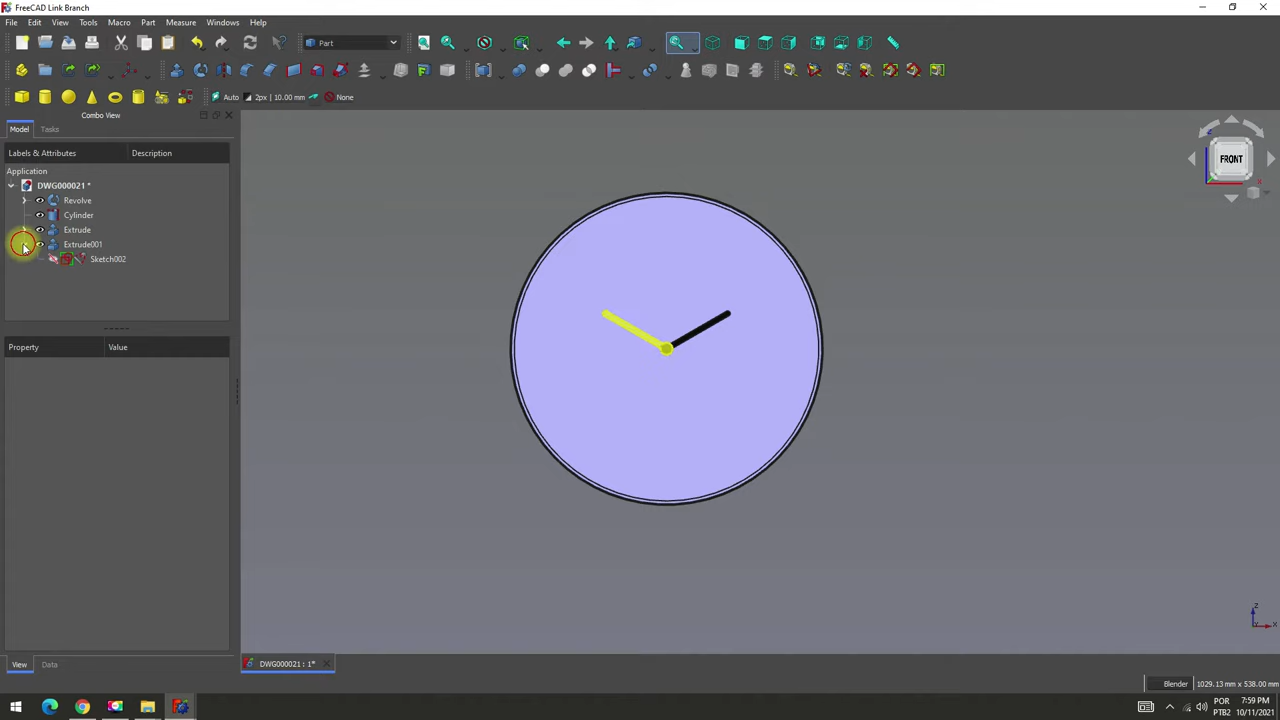 FreeCAD Link Branch
File Edit View Tools Macro Part Measure Windows Help
Part
Auto 2px | 10.00 mm None
Combo View
Model Tasks
Labels & Attributes Description
Application
DWG000021 *
Revolve
Cylinder
Extrude
Extrude001
Sketch002
Property Value
FRONT
Z
X
Z
Y
X
View Data
DWG000021 : 1*
Blender 1029.13 mm x 538.00 mm
POR 7:59 PM
PTB2 10/11/2021